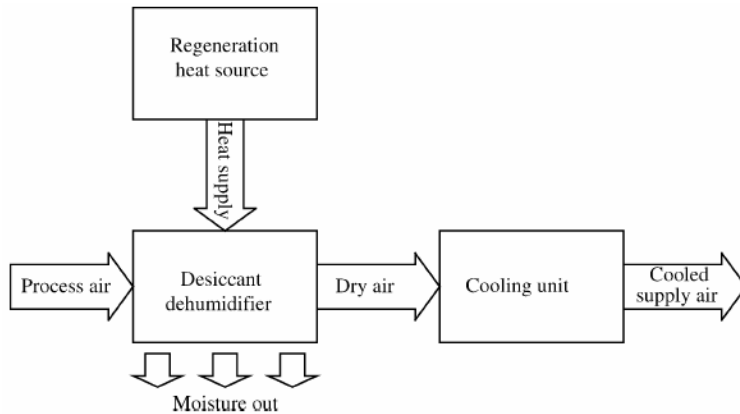 Regeneration
heat source
Heat supply
Process air
Desiccant
dehumidifier
Dry air
Cooling unit
Cooled
supply air
Moisture out